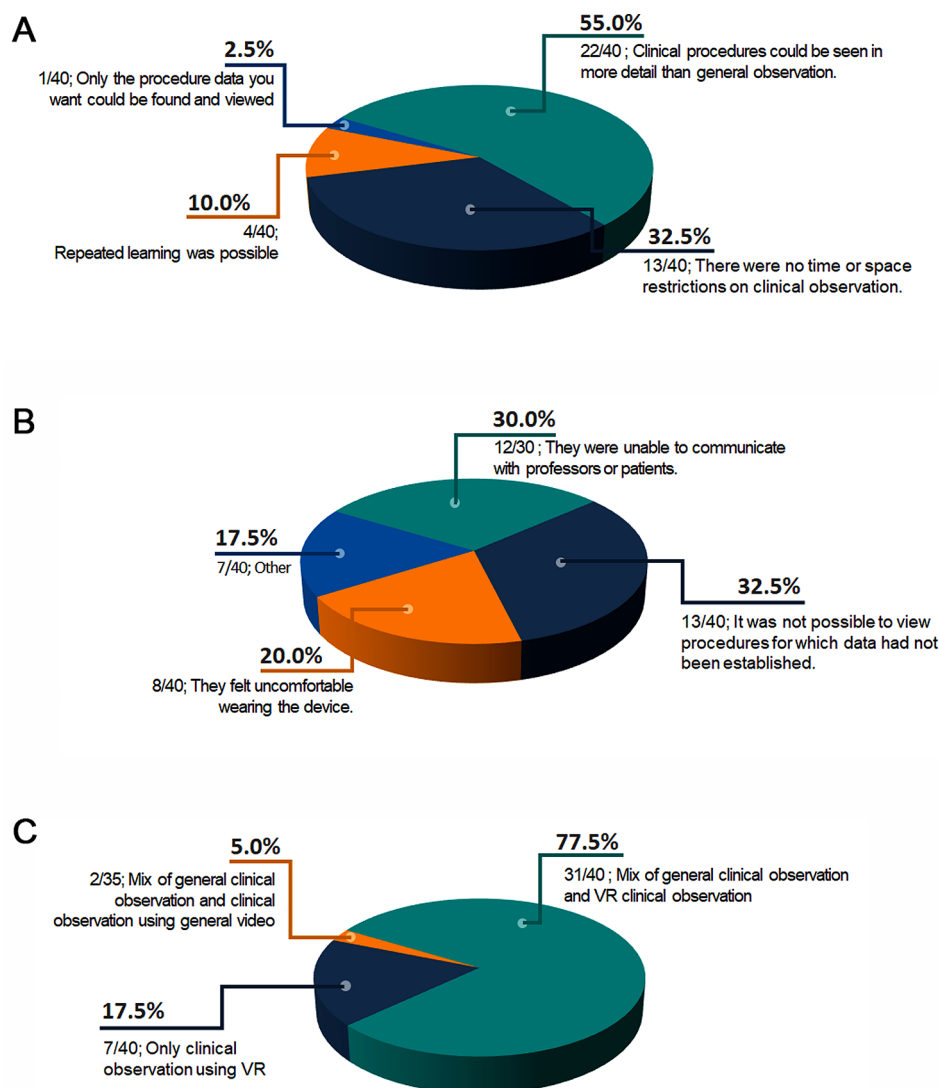 A
55.0%
22/40 ; Clinical procedures could be seen in
more detail than general observation.
2.5%
1/40; Only the procedure data you
want could be found and viewed
10.0%
4/40;
Repeated learning was possible
32.5%
13/40; There were no time or space
restrictions on clinical observation.
B
30.0%
12/30 ; They were unable to communicate
with professors or patients.
17.5%
7/40; Other
32.5%
13/40; It was not possible to view
procedures for which data had not
been established.
20.0%
8/40; They felt uncomfortable
wearing the device.
C
5.0%
2/35; Mix of general clinical
observation and clinical
observation using general video
77.5%
31/40 ; Mix of general clinical observation
and VR clinical observation
17.5%
7/40; Only clinical
observation using VR